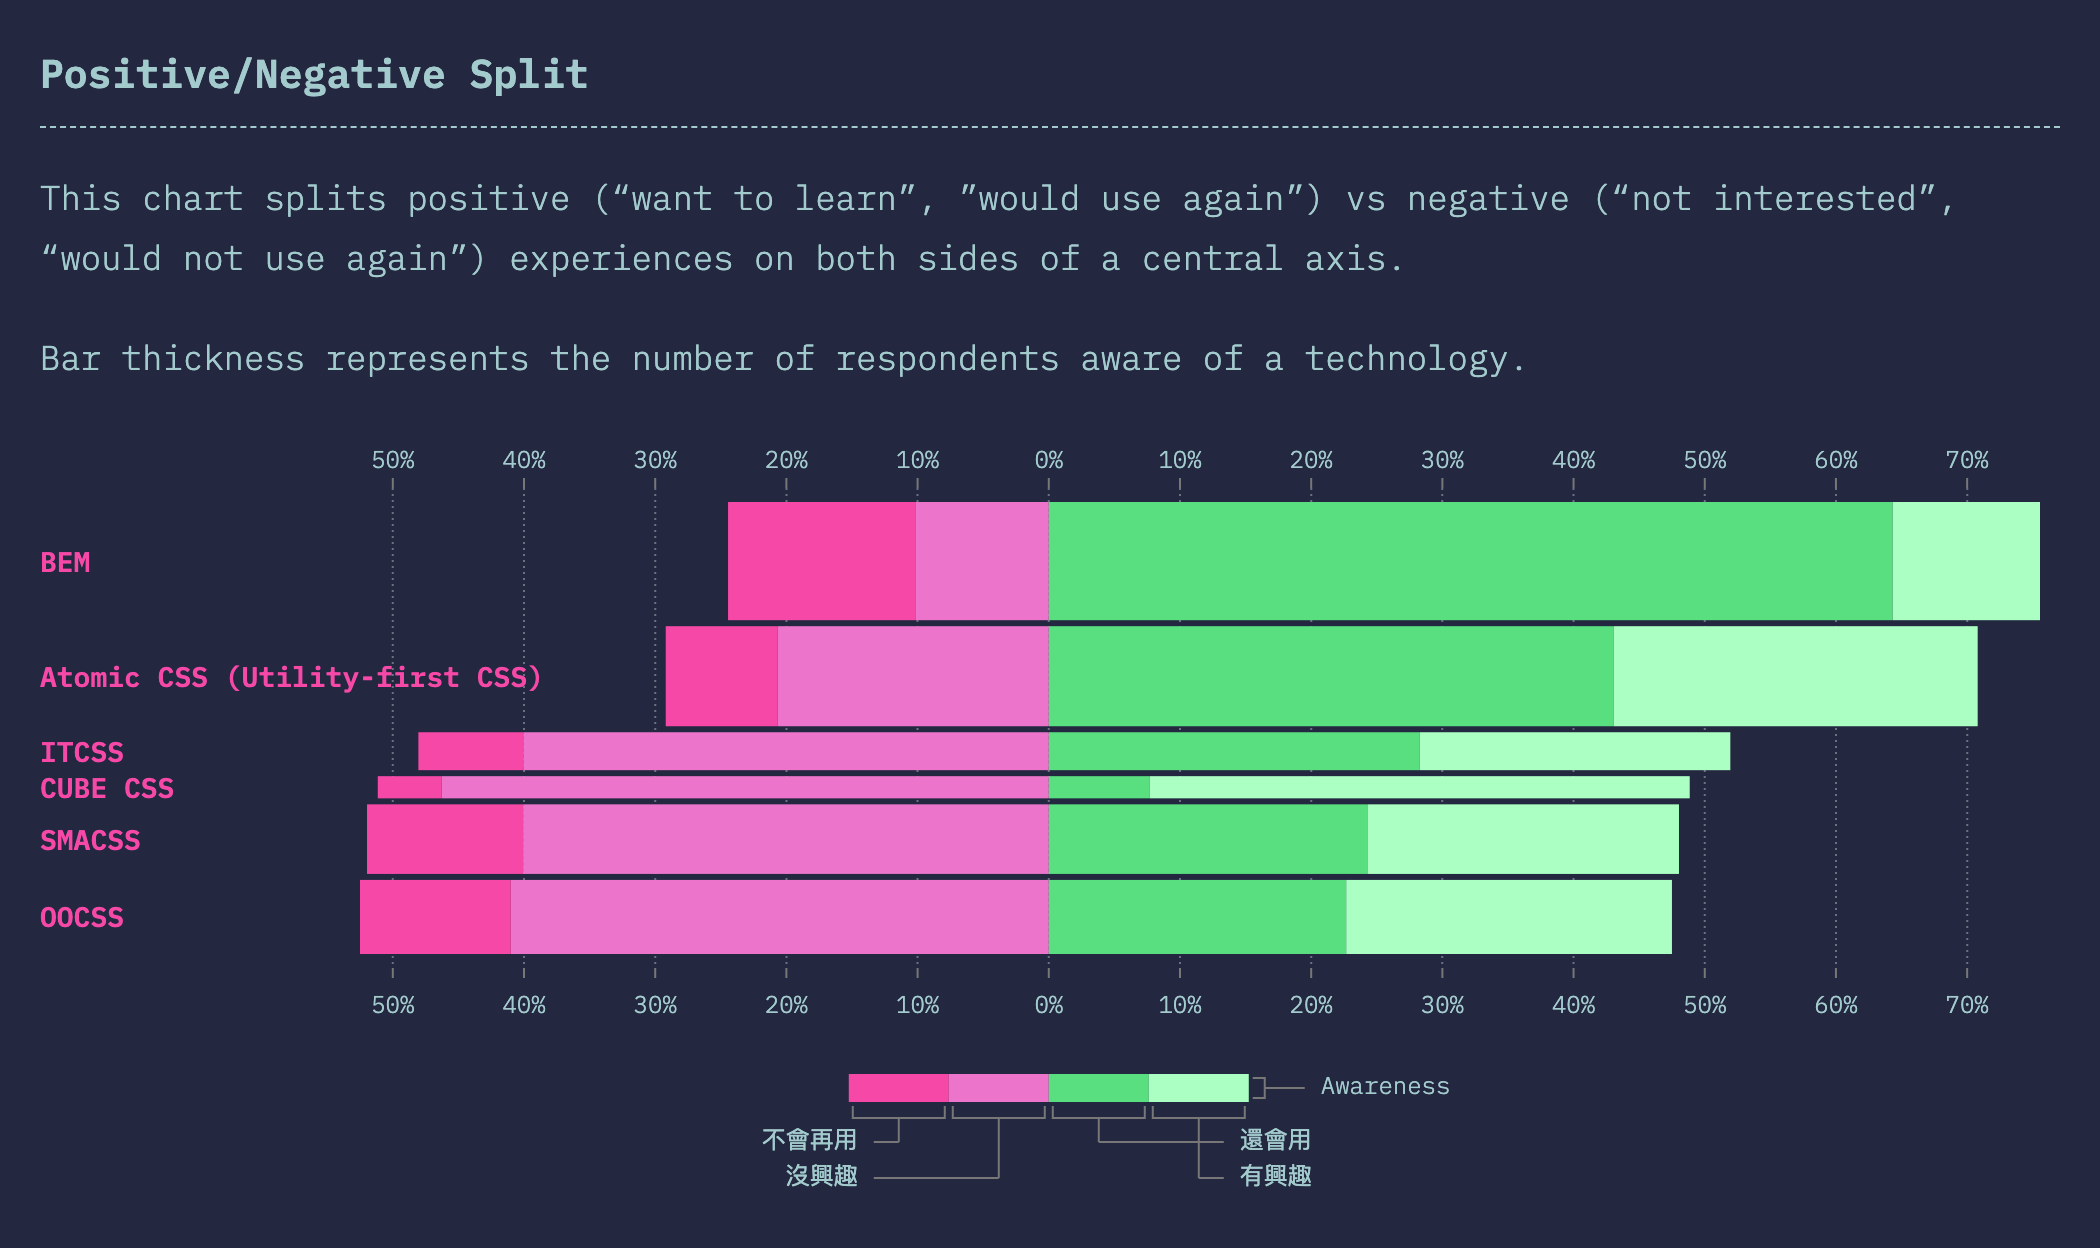 Positive/Negative Split
This chart splits positive (“want to learn”, ”would use again”) vs negative (“not interested”,
“would not use again”) experiences on both sides of a central axis.
Bar thickness represents the number of respondents aware of a technology.
50% 40% 30% 20% 10% 0% 10% 20% 30% 40% 50% 60% 70%
BEM
Atomic CSS (Utility-first CSS)
ITCSS
CUBE CSS
SMACSS
OOCSS
50% 40% 30% 20% 10% 0% 10% 20% 30% 40% 50% 60% 70%
Awareness
不會再用 還會用
沒興趣 有興趣